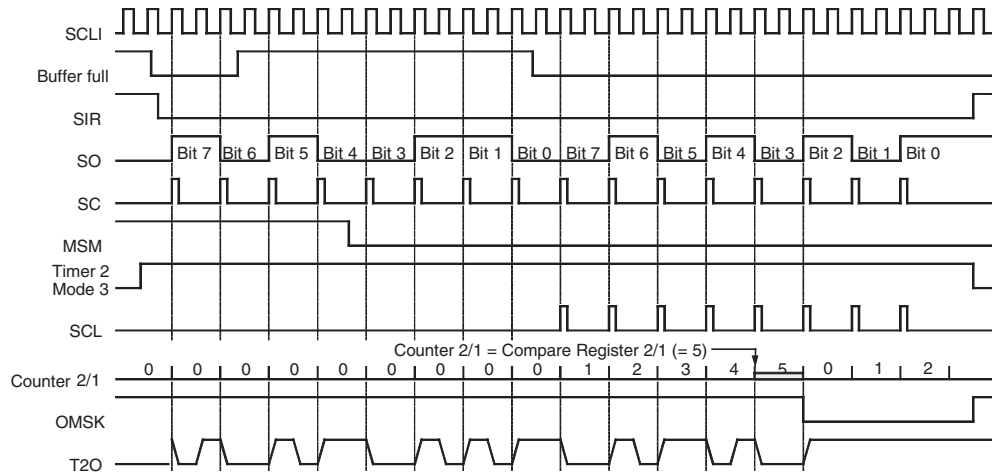 SCLI
Buffer full
SIR
SO Bit 7 Bit 6 Bit 5 Bit 4 Bit 3 Bit 2 Bit 1 Bit 0 Bit 7 Bit 6 Bit 5 Bit 4 Bit 3 Bit 2 Bit 1 Bit 0
SC
MSM
Timer 2
Mode 3
SCL
Counter 2/1 = Compare Register 2/1 (= 5)
Counter 2/1 0 0 0 0 0 0 0 0 0 1 2 3 4 5 0 1 2
OMSK
T2O